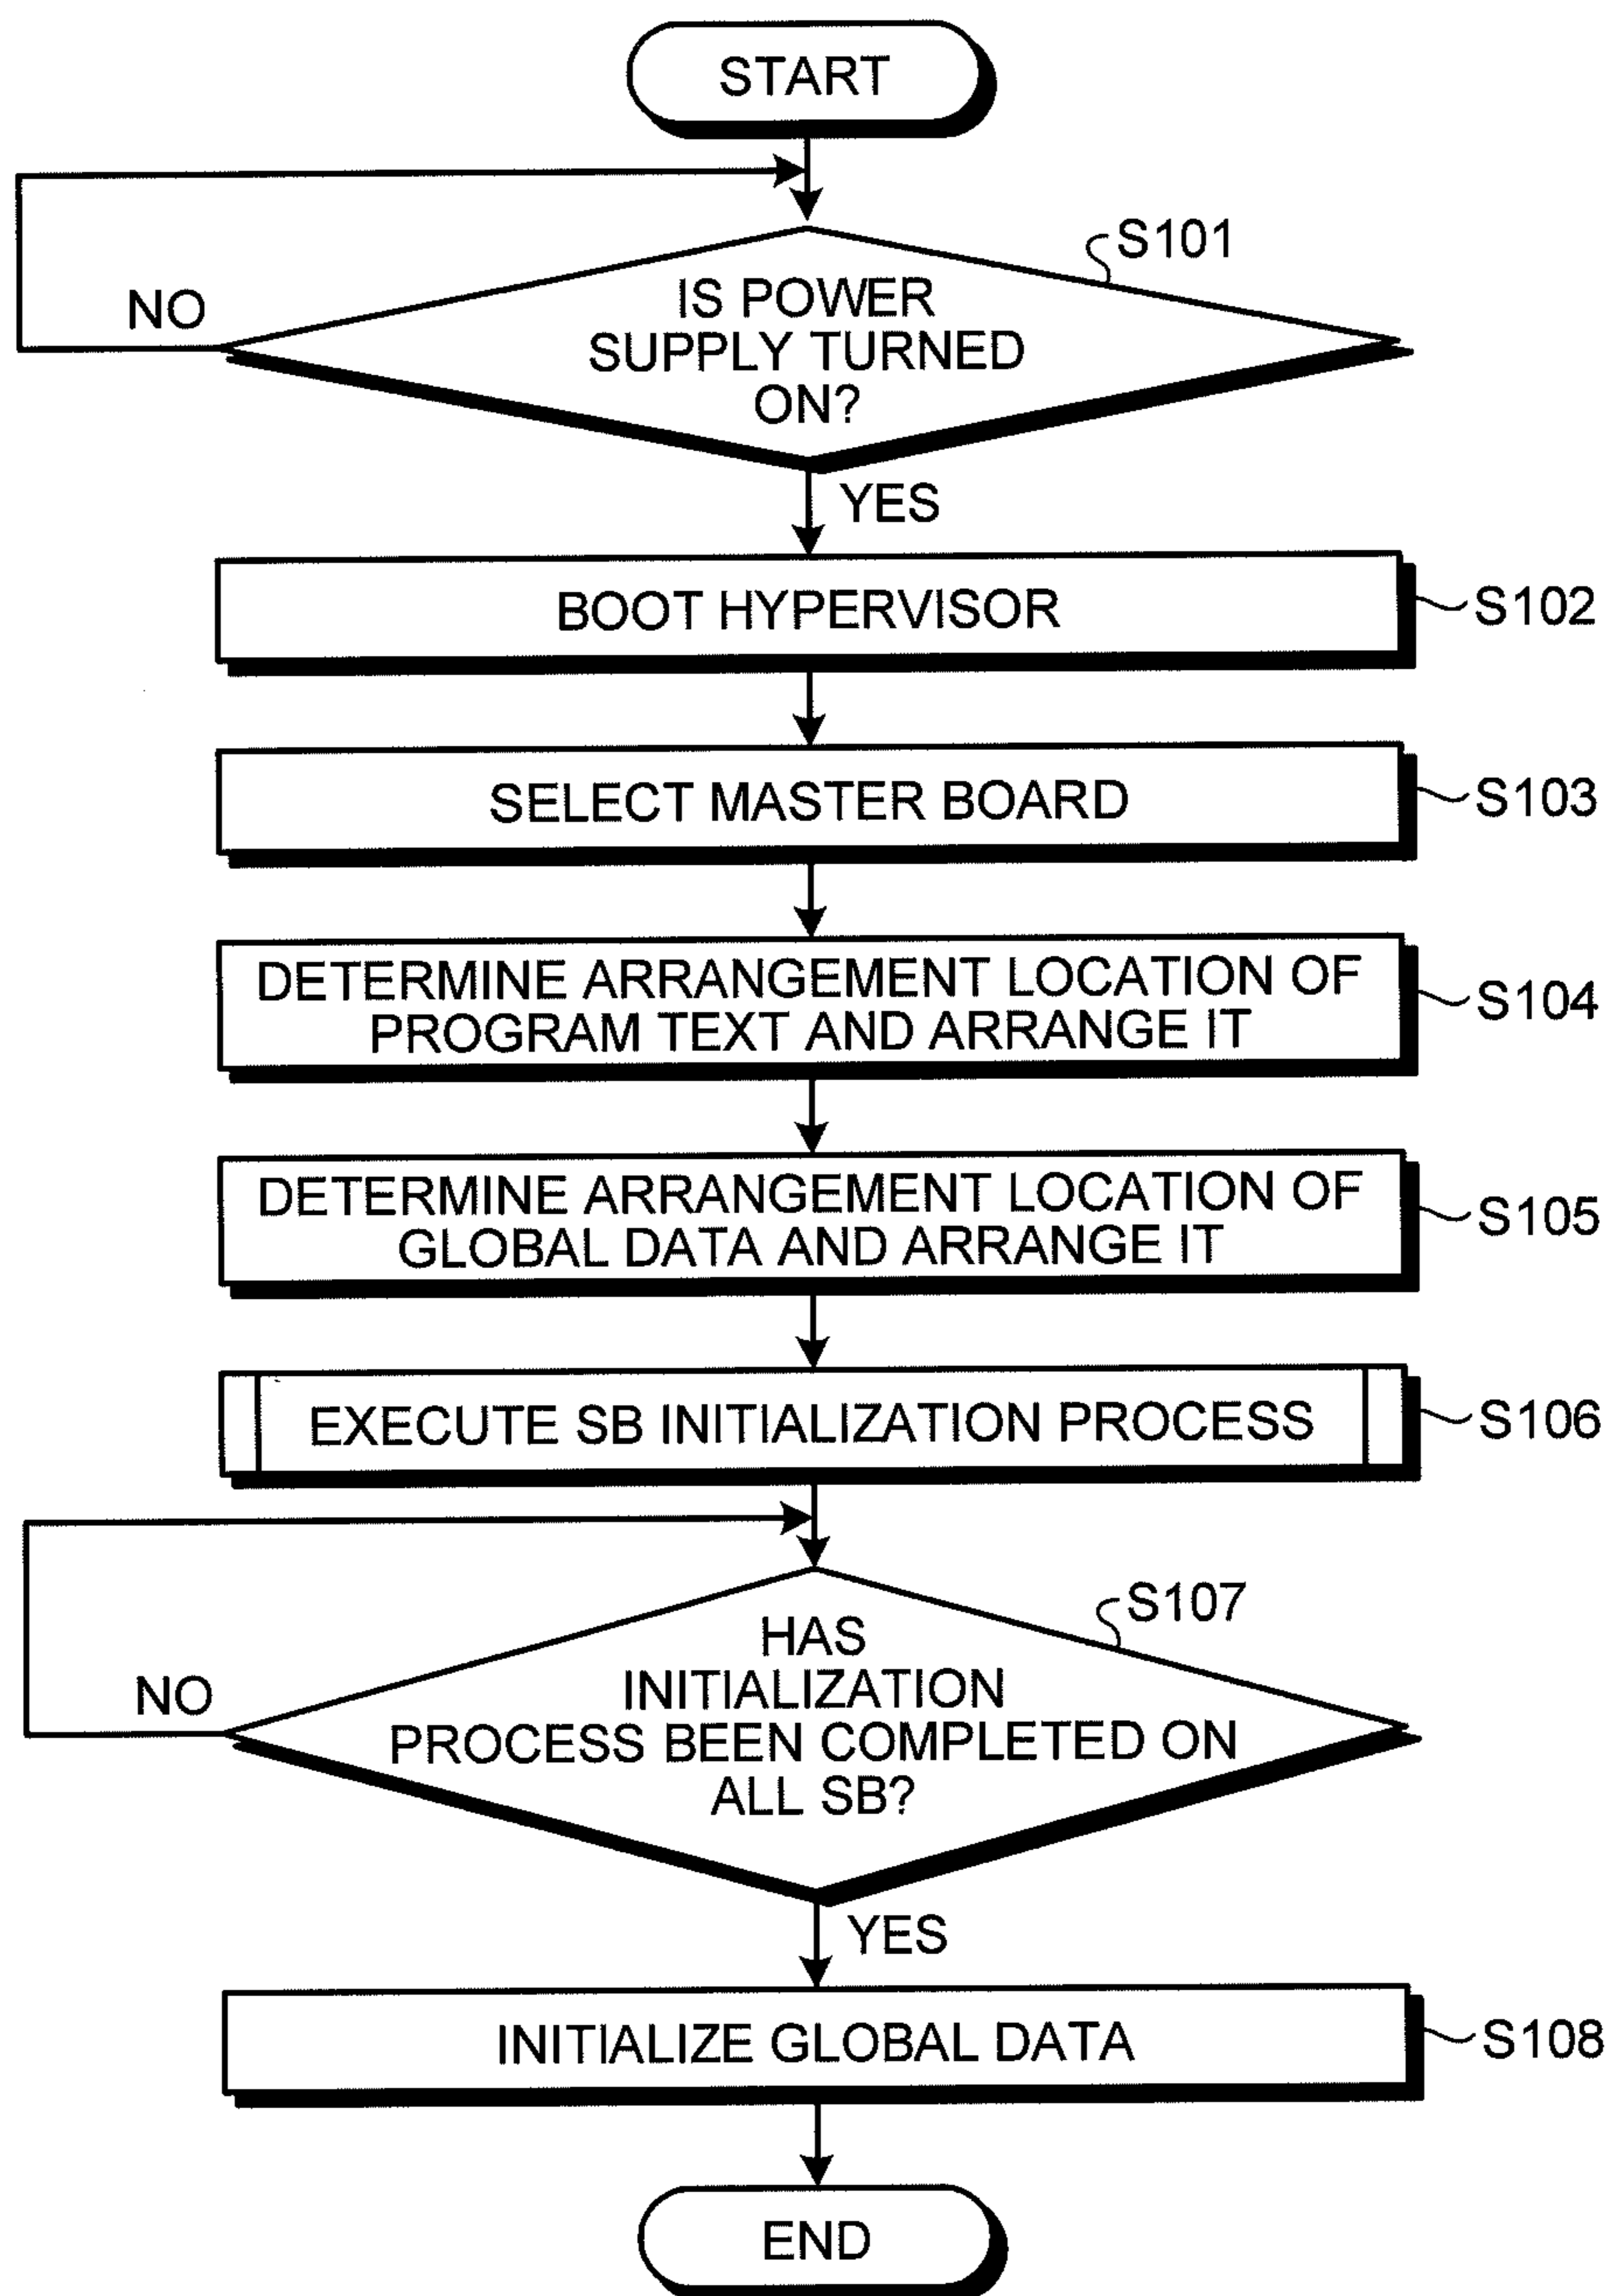 START
S101
IS POWER
SUPPLY TURNED
ON?
NO
YES
BOOT HYPERVISOR
S102
SELECT MASTER BOARD
S103
DETERMINE ARRANGEMENT LOCATION OF
PROGRAM TEXT AND ARRANGE IT
S104
DETERMINE ARRANGEMENT LOCATION OF
GLOBAL DATA AND ARRANGE IT
S105
EXECUTE SB INITIALIZATION PROCESS
S106
S107
HAS
INITIALIZATION
PROCESS BEEN COMPLETED ON
ALL SB?
NO
YES
INITIALIZE GLOBAL DATA
S108
END